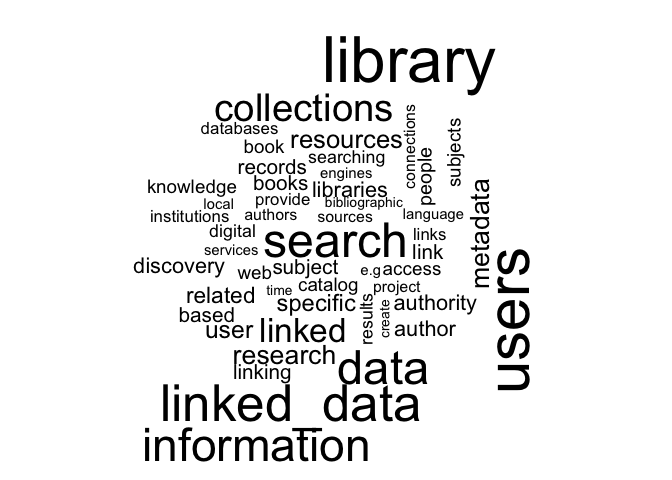 library
collections
databases
book
resources
connections
subjects
people
searching
records
engines
knowledge
books
libraries
local
provide
bibliographic
institutions
authors
sources
language
metadata
digital
search
links
services
link
discovery
web
subject
e.g
access
users
time
catalog
project
related
specific
results
create
authority
based
user
linked
author
research
linking
data
linked_data
information